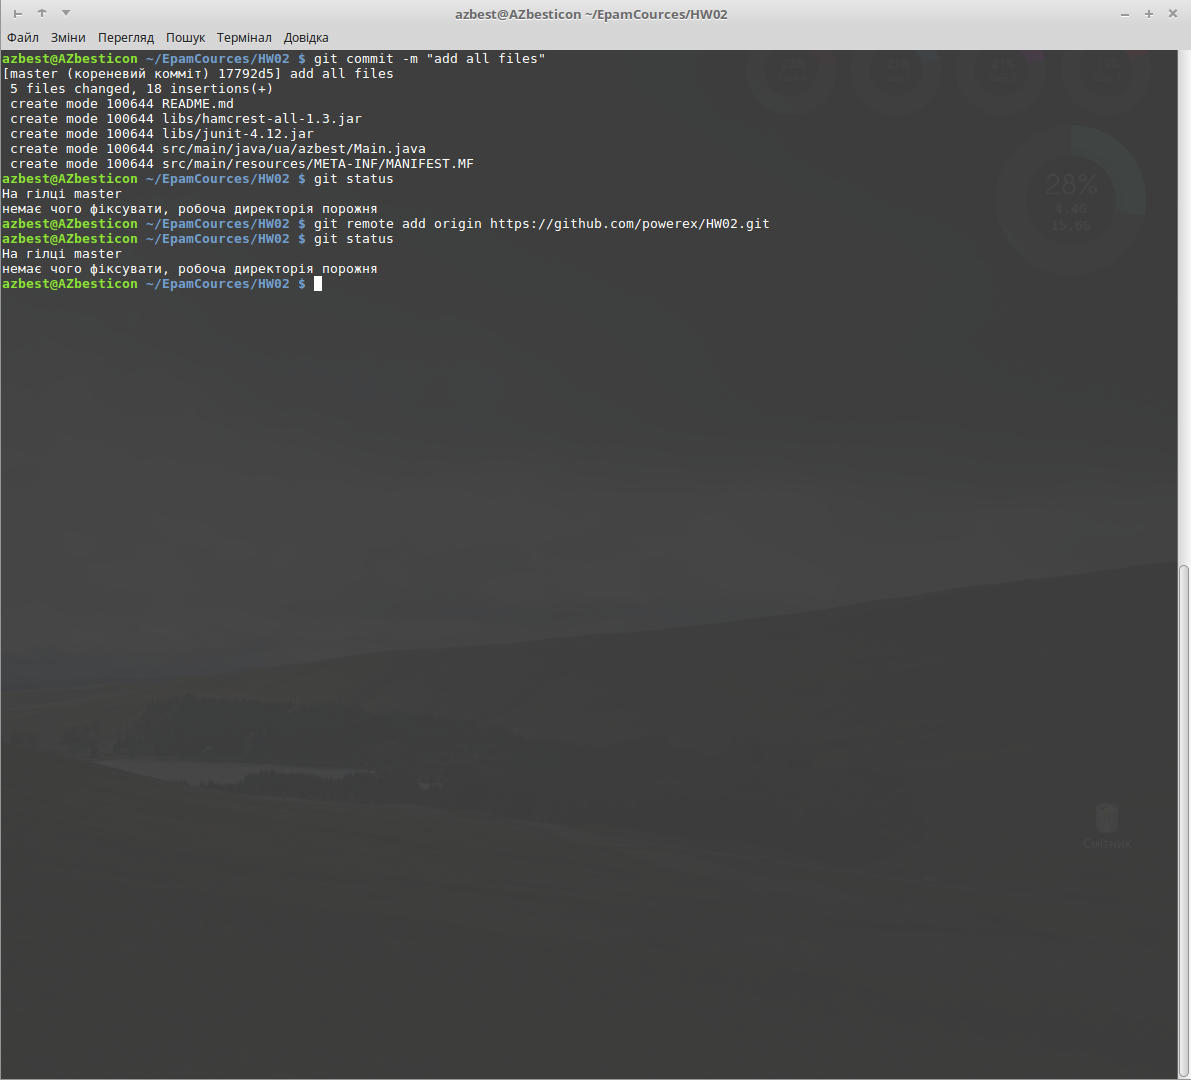 azbest@AZbesticon ~/EpamCources/HW02
Файл Зміни Перегляд Пошук Термінал Довідка
azbest@AZbesticon ~/EpamCources/HW02 $ git commit -m "add all files"
[master (кореневий комміт) 17792d5] add all files
 5 files changed, 18 insertions(+)
 create mode 100644 README.md
 create mode 100644 libs/hamcrest-all-1.3.jar
 create mode 100644 libs/junit-4.12.jar
 create mode 100644 src/main/java/ua/azbest/Main.java
 create mode 100644 src/main/resources/META-INF/MANIFEST.MF
azbest@AZbesticon ~/EpamCources/HW02 $ git status
На гілці master
немає чого фіксувати, робоча директорія порожня
azbest@AZbesticon ~/EpamCources/HW02 $ git remote add origin https://github.com/powerex/HW02.git
azbest@AZbesticon ~/EpamCources/HW02 $ git status
На гілці master
немає чого фіксувати, робоча директорія порожня
azbest@AZbesticon ~/EpamCources/HW02 $
28%
4.4G
15.6G
Смітник